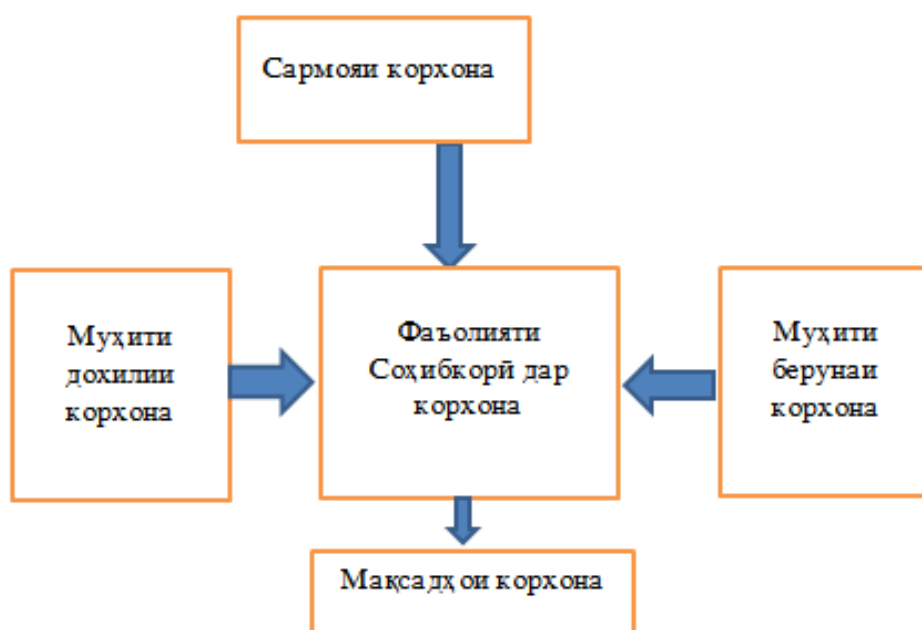 Сармояи корхона
Муҳити
дохилии
корхона
Фаъолияти
Соҳибкорӣ дар
корхона
Муҳити
берунаи
корхона
Мақсадҳои корхона